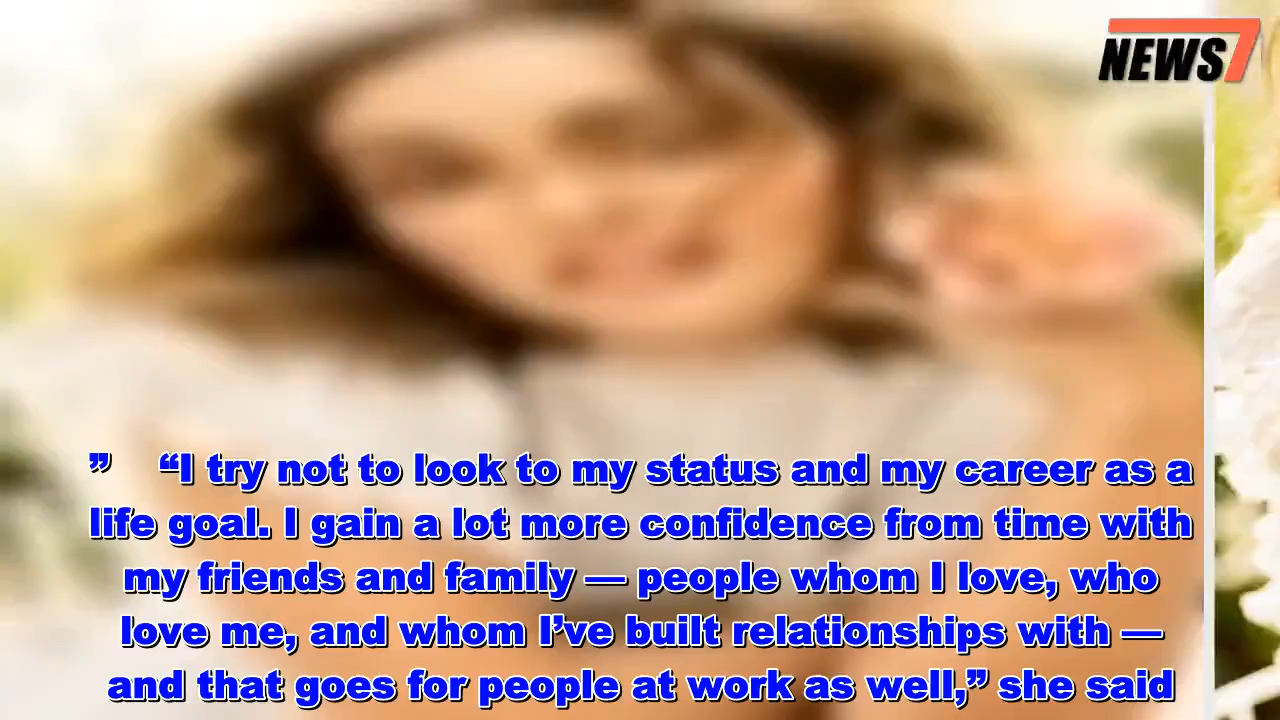 NEWS7
” “I try not to look to my status and my career as a
life goal. I gain a lot more confidence from time with
my friends and family — people whom I love, who
love me, and whom I’ve built relationships with —
and that goes for people at work as well,” she said